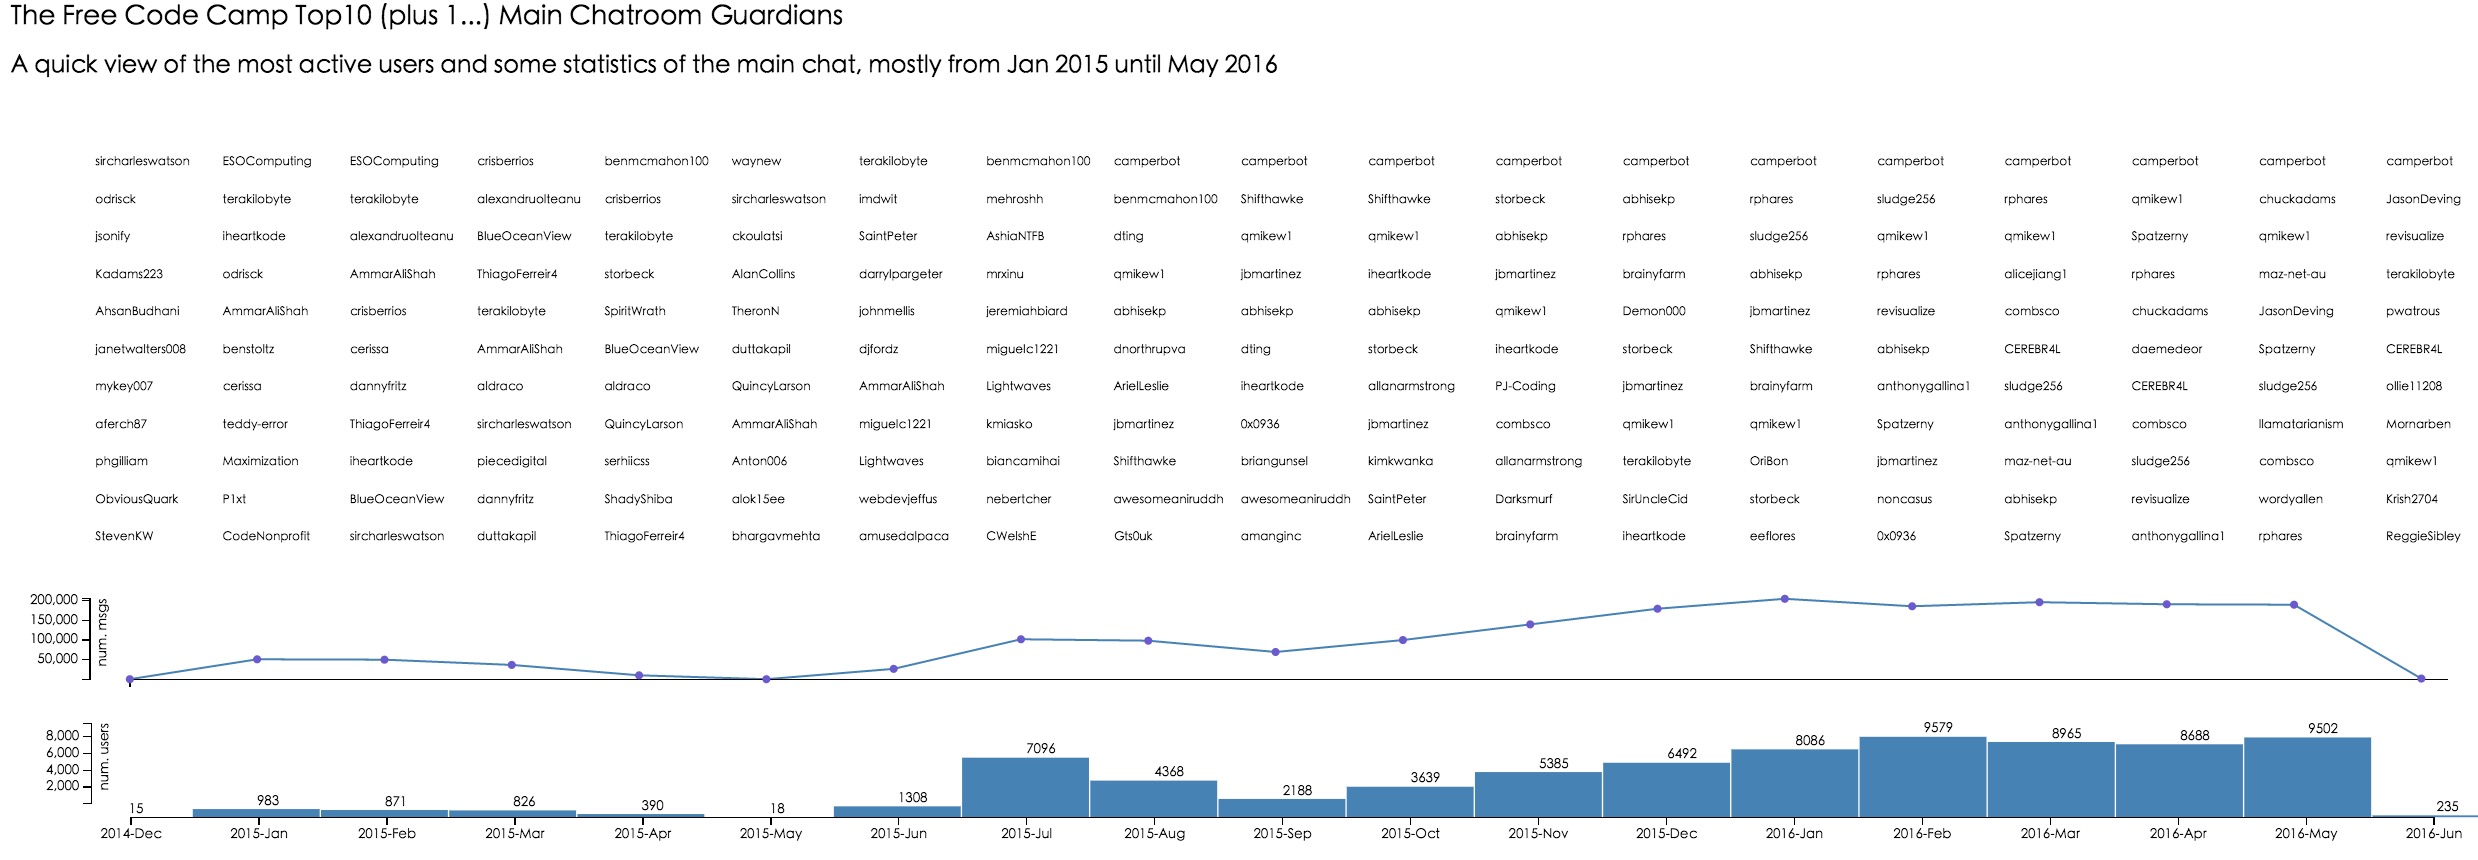 The Free Code Camp Top10 (plus 1...) Main Chatroom Guardians
A quick view of the most active users and some statistics of the main chat, mostly from Jan 2015 until May 2016
sircharleswatson ESOComputing ESOComputing crisberrios benmcmahon100 waynew terakilobyte benmcmahon100 camperbot camperbot camperbot camperbot camperbot camperbot camperbot camperbot camperbot camperbot camperbot
odrisck terakilobyte terakilobyte alexandruolteanu crisberrios sircharleswatson imdwit mehroshh benmcmahon100 Shifthawke Shifthawke storbeck abhisekp rphares sludge256 rphares qmikew1 chuckadams JasonDeving
jsonify iheartkode alexandruolteanu BlueOceanView terakilobyte ckoulatsi SaintPeter AshiaNTFB dting qmikew1 qmikew1 abhisekp rphares sludge256 qmikew1 qmikew1 Spatzerny qmikew1 revisualize
Kadams223 odrisck AmmarAliShah ThiagoFerreir4 storbeck AlanCollins darrylpargeter mrxinu qmikew1 jbmartinez iheartkode jbmartinez brainyfarm abhisekp rphares alicejiang1 rphares maz-net-au terakilobyte
AhsanBudhani AmmarAliShah crisberrios terakilobyte SpiritWrath TheronN johnmellis jeremiahbiard abhisekp abhisekp abhisekp qmikew1 Demon000 jbmartinez revisualize combsco chuckadams JasonDeving pwatrous
janetwalters008 benstoltz cerissa AmmarAliShah BlueOceanView duttakapil djfordz miguelc1221 dnorthrupva dting storbeck iheartkode storbeck Shifthawke abhisekp CEREBR4L daemedeor Spatzerny CEREBR4L
mykey007 cerissa dannyfritz aldraco aldraco QuincyLarson AmmarAliShah Lightwaves ArielLeslie iheartkode allanarmstrong PJ-Coding jbmartinez brainyfarm anthonygallina1 sludge256 CEREBR4L sludge256 ollie11208
aferch87 teddy-error ThiagoFerreir4 sircharleswatson QuincyLarson AmmarAliShah miguelc1221 kmiasko jbmartinez 0x0936 jbmartinez combsco qmikew1 qmikew1 Spatzerny anthonygallina1 combsco llamatarianism Mornarben
phgilliam Maximization iheartkode piecedigital serhiicss Anton006 Lightwaves biancamihai Shifthawke briangunsel kimkwanka allanarmstrong terakilobyte OriBon jbmartinez maz-net-au sludge256 combsco qmikew1
ObviousQuark P1xt BlueOceanView dannyfritz ShadyShiba alok15ee webdevjeffus nebertcher awesomeaniruddh awesomeaniruddh SaintPeter Darksmurf SirUncleCid storbeck noncasus abhisekp revisualize wordyallen Krish2704
StevenKW CodeNonprofit sircharleswatson duttakapil ThiagoFerreir4 bhargavmehta amusedalpaca CWelshE Gts0uk amanginc ArielLeslie brainyfarm iheartkode eeflores 0x0936 Spatzerny anthonygallina1 rphares ReggieSibley
200,000
150,000
100,000
50,000
num. msgs
8,000
6,000
4,000
2,000
num. users
15 983 871 826 390 18 1308 7096 4368 2188 3639 5385 6492 8086 9579 8965 8688 9502 235
2014-Dec 2015-Jan 2015-Feb 2015-Mar 2015-Apr 2015-May 2015-Jun 2015-Jul 2015-Aug 2015-Sep 2015-Oct 2015-Nov 2015-Dec 2016-Jan 2016-Feb 2016-Mar 2016-Apr 2016-May 2016-Jun